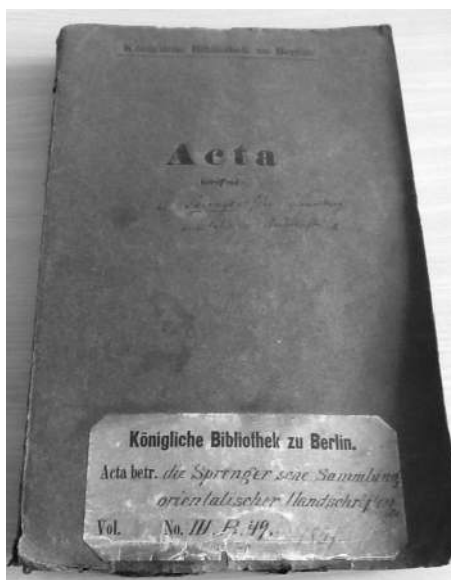 Königliche Bibliothek zu Berlin.
Acta
betreffend
Königliche Bibliothek zu Berlin.
Acta betr. die Sprenger'sche Sammlung
orientalischer Handschriften
Vol. No. III. B. 49.